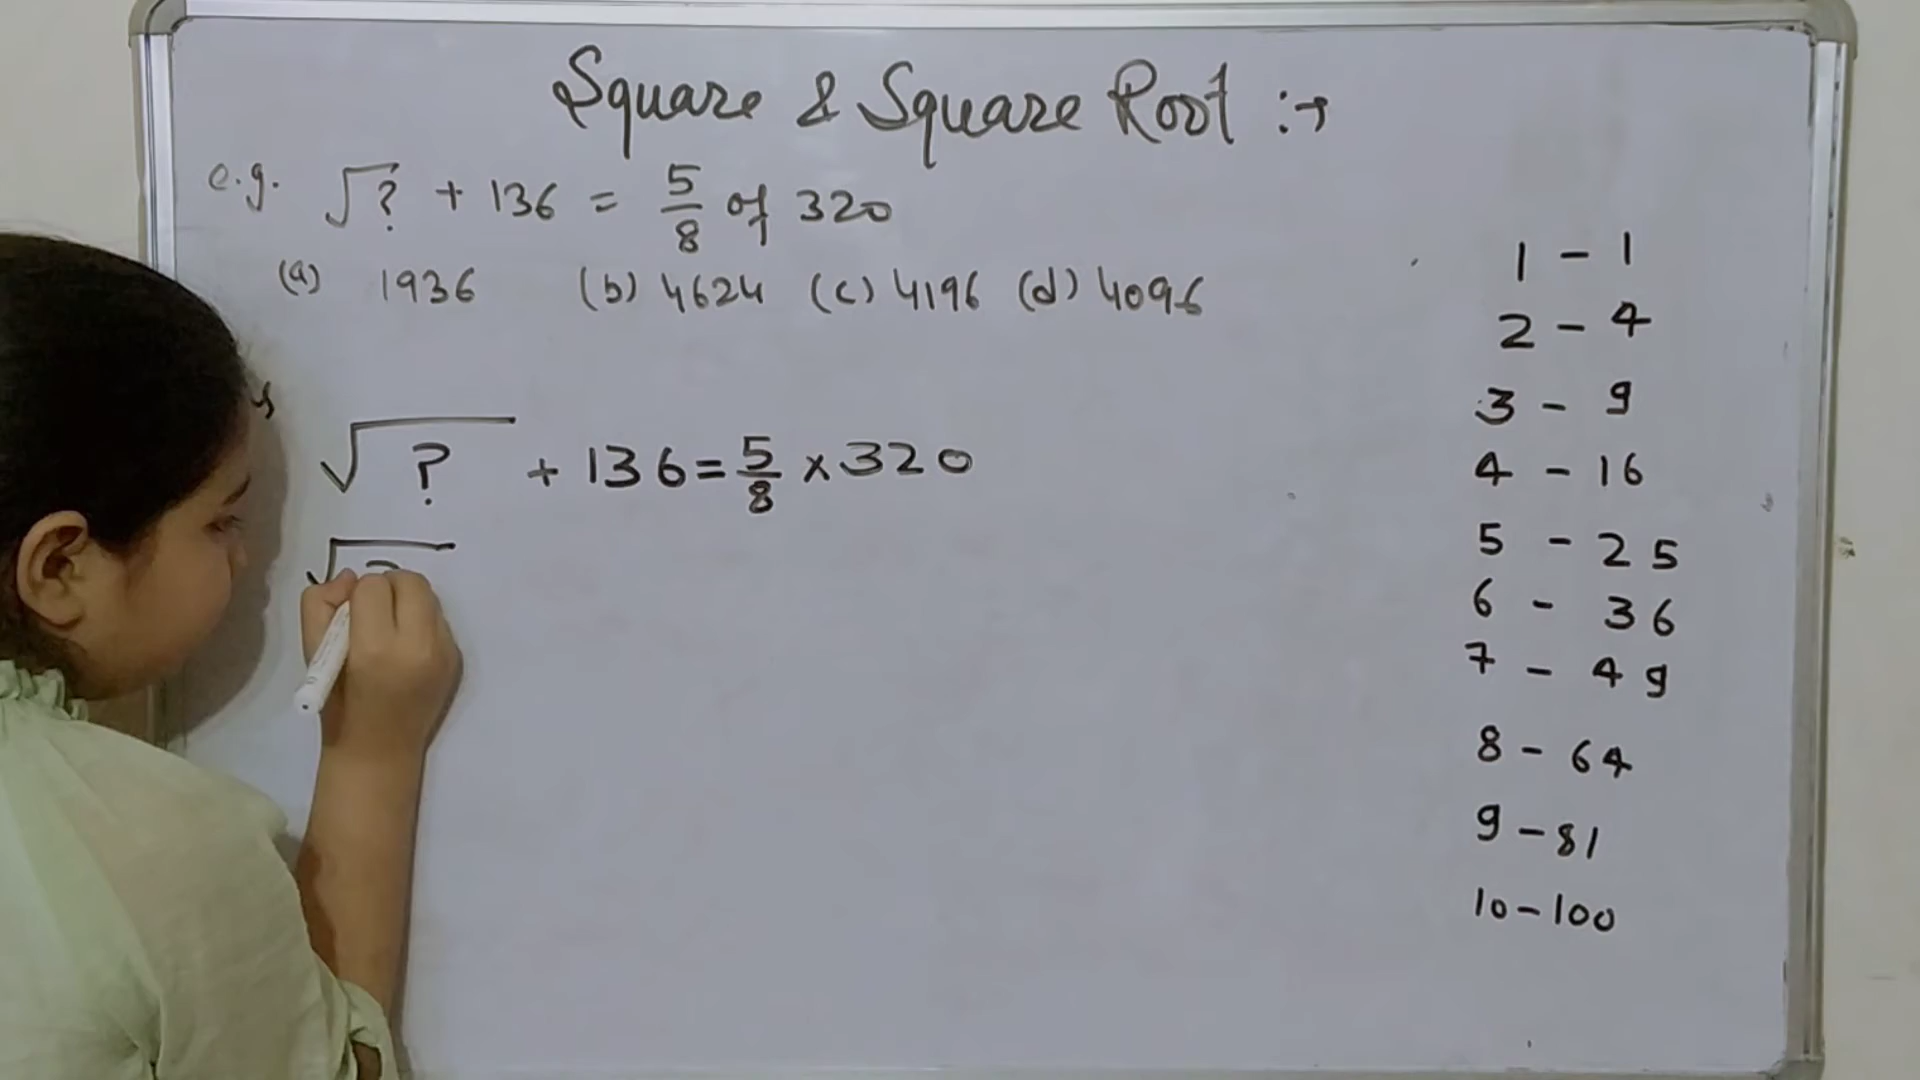 Square & Square Root :→
e.g. √? + 136 = 5/8 of 320
(a) 1936 (b) 4624 (c) 4196 (d) 4096
√? + 136 = 5/8 × 320
√?
1 - 1
2 - 4
3 - 9
4 - 16
5 - 25
6 - 36
7 - 49
8 - 64
9 - 81
10 - 100